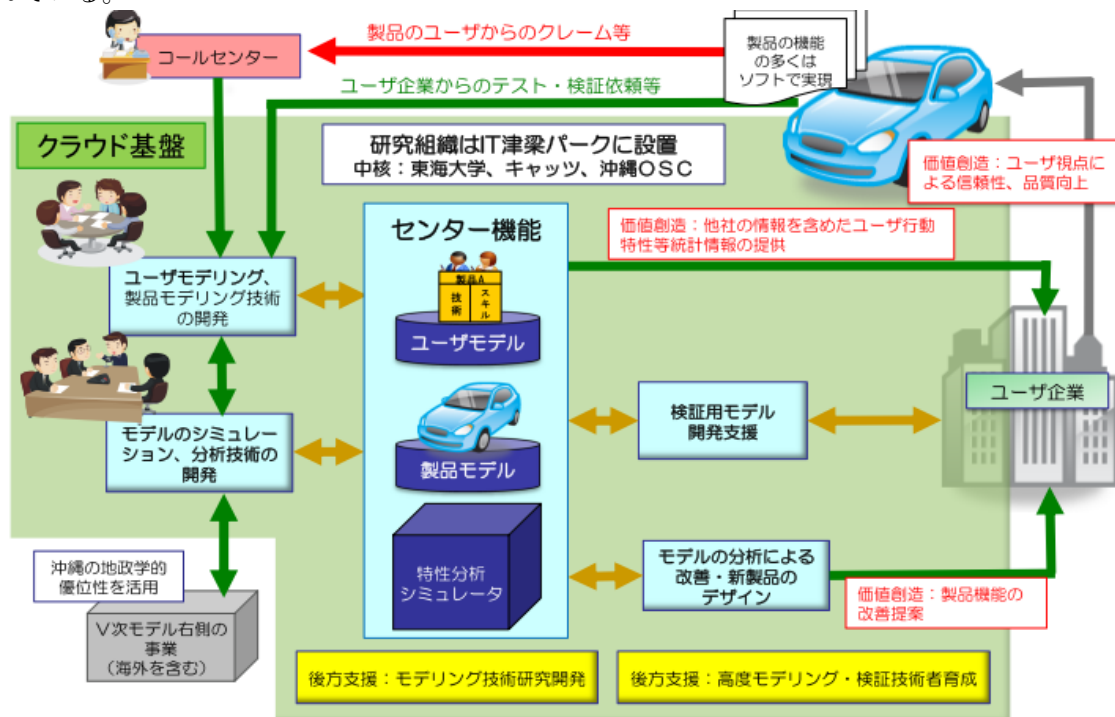 ている。
製品のユーザからのクレーム等
コールセンター
製品の機能
の多くは
ソフトで実現
ユーザ企業からのテスト・検証依頼等
クラウド基盤
研究組織はIT津梁パークに設置
中核：東海大学、キャッツ、沖縄OSC
価値創造：ユーザ視点に
よる信頼性、品質向上
センター機能
価値創造：他社の情報を含めたユーザ行動
特性等統計情報の提供
製品A
技術
スキル
ユーザモデル
ユーザモデリング、
製品モデリング技術
の開発
ユーザ企業
検証用モデル
開発支援
モデルのシミュレー
ション、分析技術の
開発
製品モデル
沖縄の地政学的
優位性を活用
特性分析
シミュレータ
モデルの分析による
改善・新製品の
デザイン
価値創造：製品機能の
改善提案
V次モデル右側の
事業
（海外を含む）
後方支援：モデリング技術研究開発
後方支援：高度モデリング・検証技術者育成